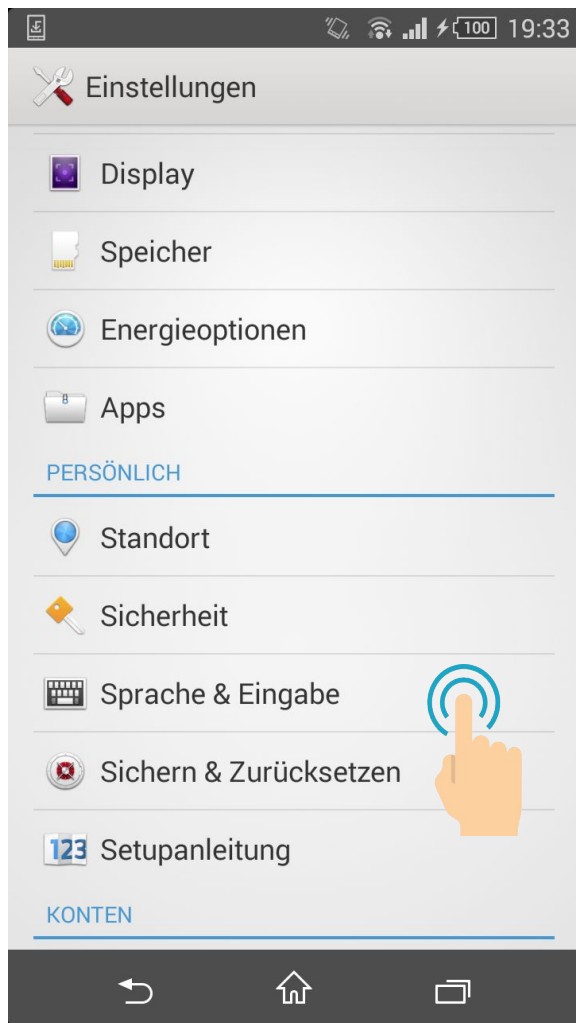 100 19:33
Einstellungen
Display
Speicher
Energieoptionen
Apps
PERSÖNLICH
Standort
Sicherheit
Sprache & Eingabe
Sichern & Zurücksetzen
123 Setupanleitung
KONTEN